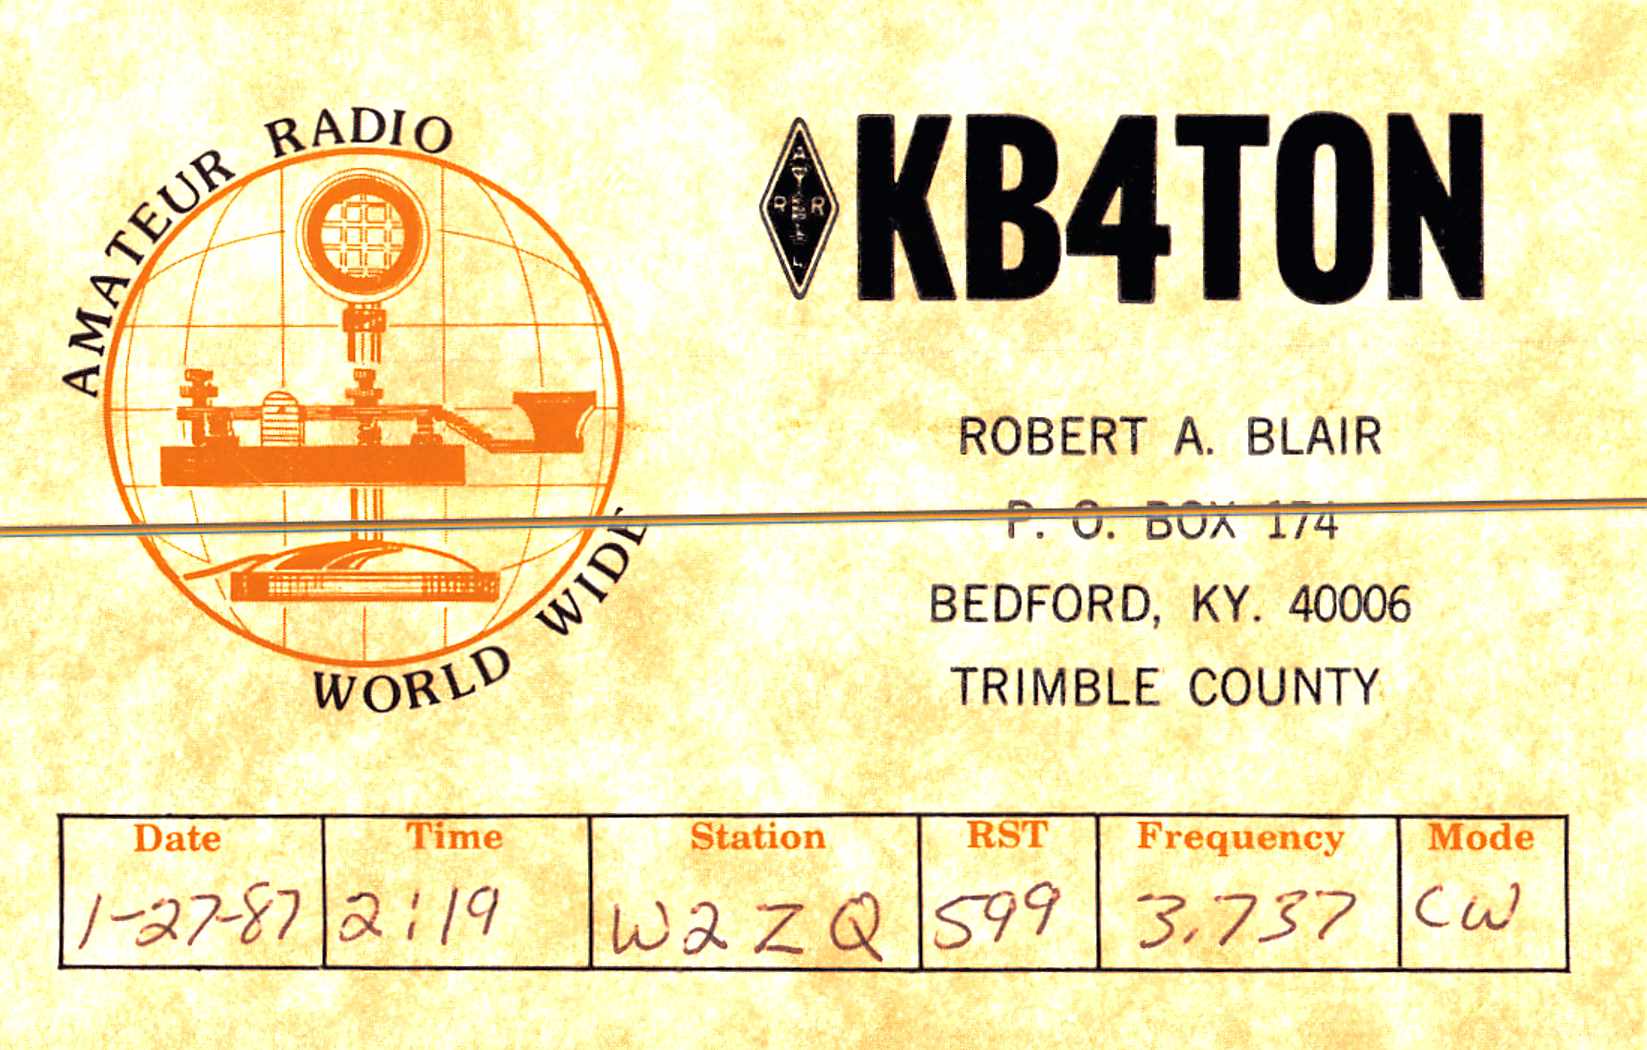 AMATEUR RADIO
WORLD WIDE
KB4TON
ROBERT A. BLAIR
P. O. BOX 174
BEDFORD, KY. 40006
TRIMBLE COUNTY
Date Time Station RST Frequency Mode
1-27-87 2:19 W2ZQ 599 3.737 CW